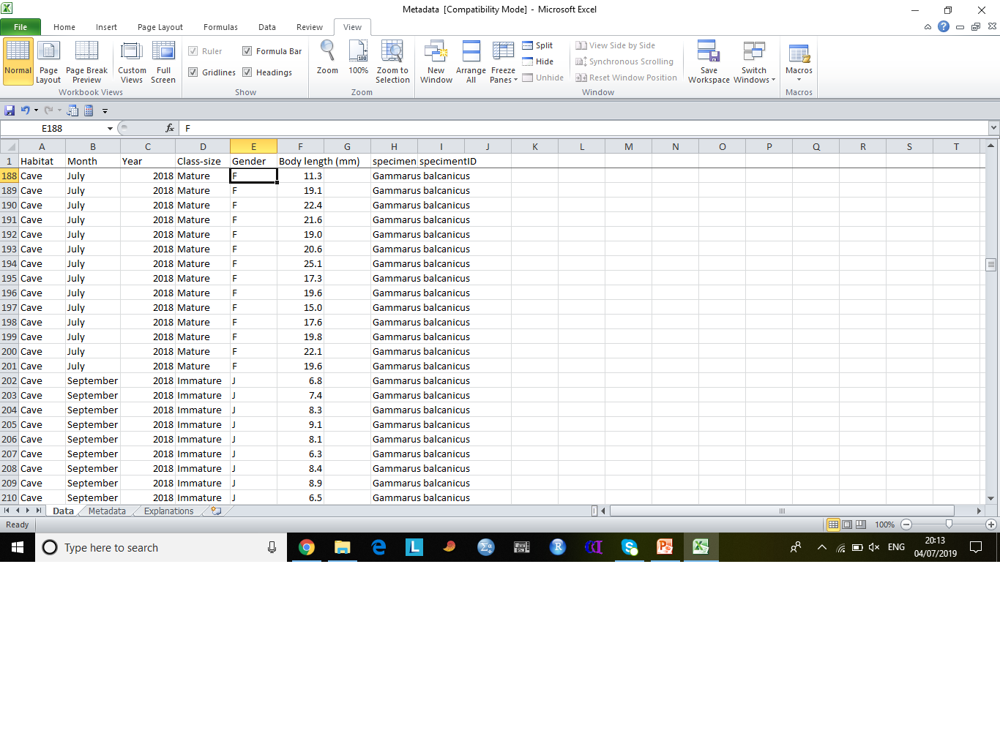 Metadata [Compatibility Mode] - Microsoft Excel
File Home Insert Page Layout Formulas Data Review View
Normal Page Layout Page Break Preview Custom Views Full Screen
Workbook Views
Ruler Formula Bar
Gridlines Headings
Show
Zoom 100% Zoom to Selection
Zoom
New Window Arrange All Freeze Panes Split Hide Unhide
View Side by Side
Synchronous Scrolling
Reset Window Position
Save Workspace Switch Windows
Window
Macros
Macros
E188 fx F
A B C D E F G H I J K L M N O P Q R S T
1 Habitat Month Year Class-size Gender Body length (mm) specimen specimentID
188 Cave July 2018 Mature F 11.3 Gammarus balcanicus
189 Cave July 2018 Mature F 19.1 Gammarus balcanicus
190 Cave July 2018 Mature F 22.4 Gammarus balcanicus
191 Cave July 2018 Mature F 21.6 Gammarus balcanicus
192 Cave July 2018 Mature F 19.0 Gammarus balcanicus
193 Cave July 2018 Mature F 20.6 Gammarus balcanicus
194 Cave July 2018 Mature F 25.1 Gammarus balcanicus
195 Cave July 2018 Mature F 17.3 Gammarus balcanicus
196 Cave July 2018 Mature F 19.6 Gammarus balcanicus
197 Cave July 2018 Mature F 15.0 Gammarus balcanicus
198 Cave July 2018 Mature F 17.6 Gammarus balcanicus
199 Cave July 2018 Mature F 19.8 Gammarus balcanicus
200 Cave July 2018 Mature F 22.1 Gammarus balcanicus
201 Cave July 2018 Mature F 19.6 Gammarus balcanicus
202 Cave September 2018 Immature J 6.8 Gammarus balcanicus
203 Cave September 2018 Immature J 7.4 Gammarus balcanicus
204 Cave September 2018 Immature J 8.3 Gammarus balcanicus
205 Cave September 2018 Immature J 9.1 Gammarus balcanicus
206 Cave September 2018 Immature J 8.1 Gammarus balcanicus
207 Cave September 2018 Immature J 6.3 Gammarus balcanicus
208 Cave September 2018 Immature J 8.4 Gammarus balcanicus
209 Cave September 2018 Immature J 8.9 Gammarus balcanicus
210 Cave September 2018 Immature J 6.5 Gammarus balcanicus
Data Metadata Explanations
Ready 100%
Type here to search ENG 20:13
04/07/2019